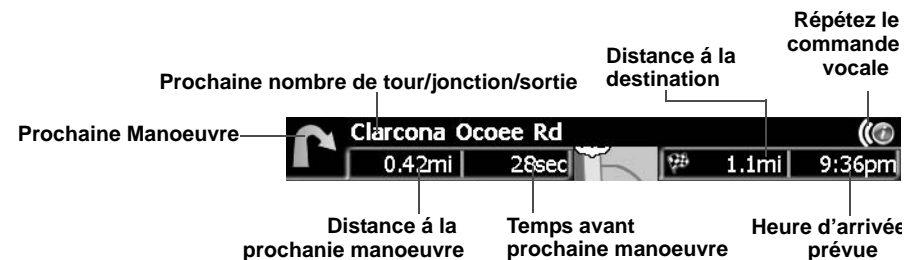 Répétez le
commande
vocale
Distance á la
destination
Prochaine nombre de tour/jonction/sortie
Prochaine Manoeuvre
Clarcona Ocoee Rd
0.42mi 28sec 1.1mi 9:36pm
Distance á la
prochanie manoeuvre
Temps avant
prochaine manoeuvre
Heure d'arrivée
prévue